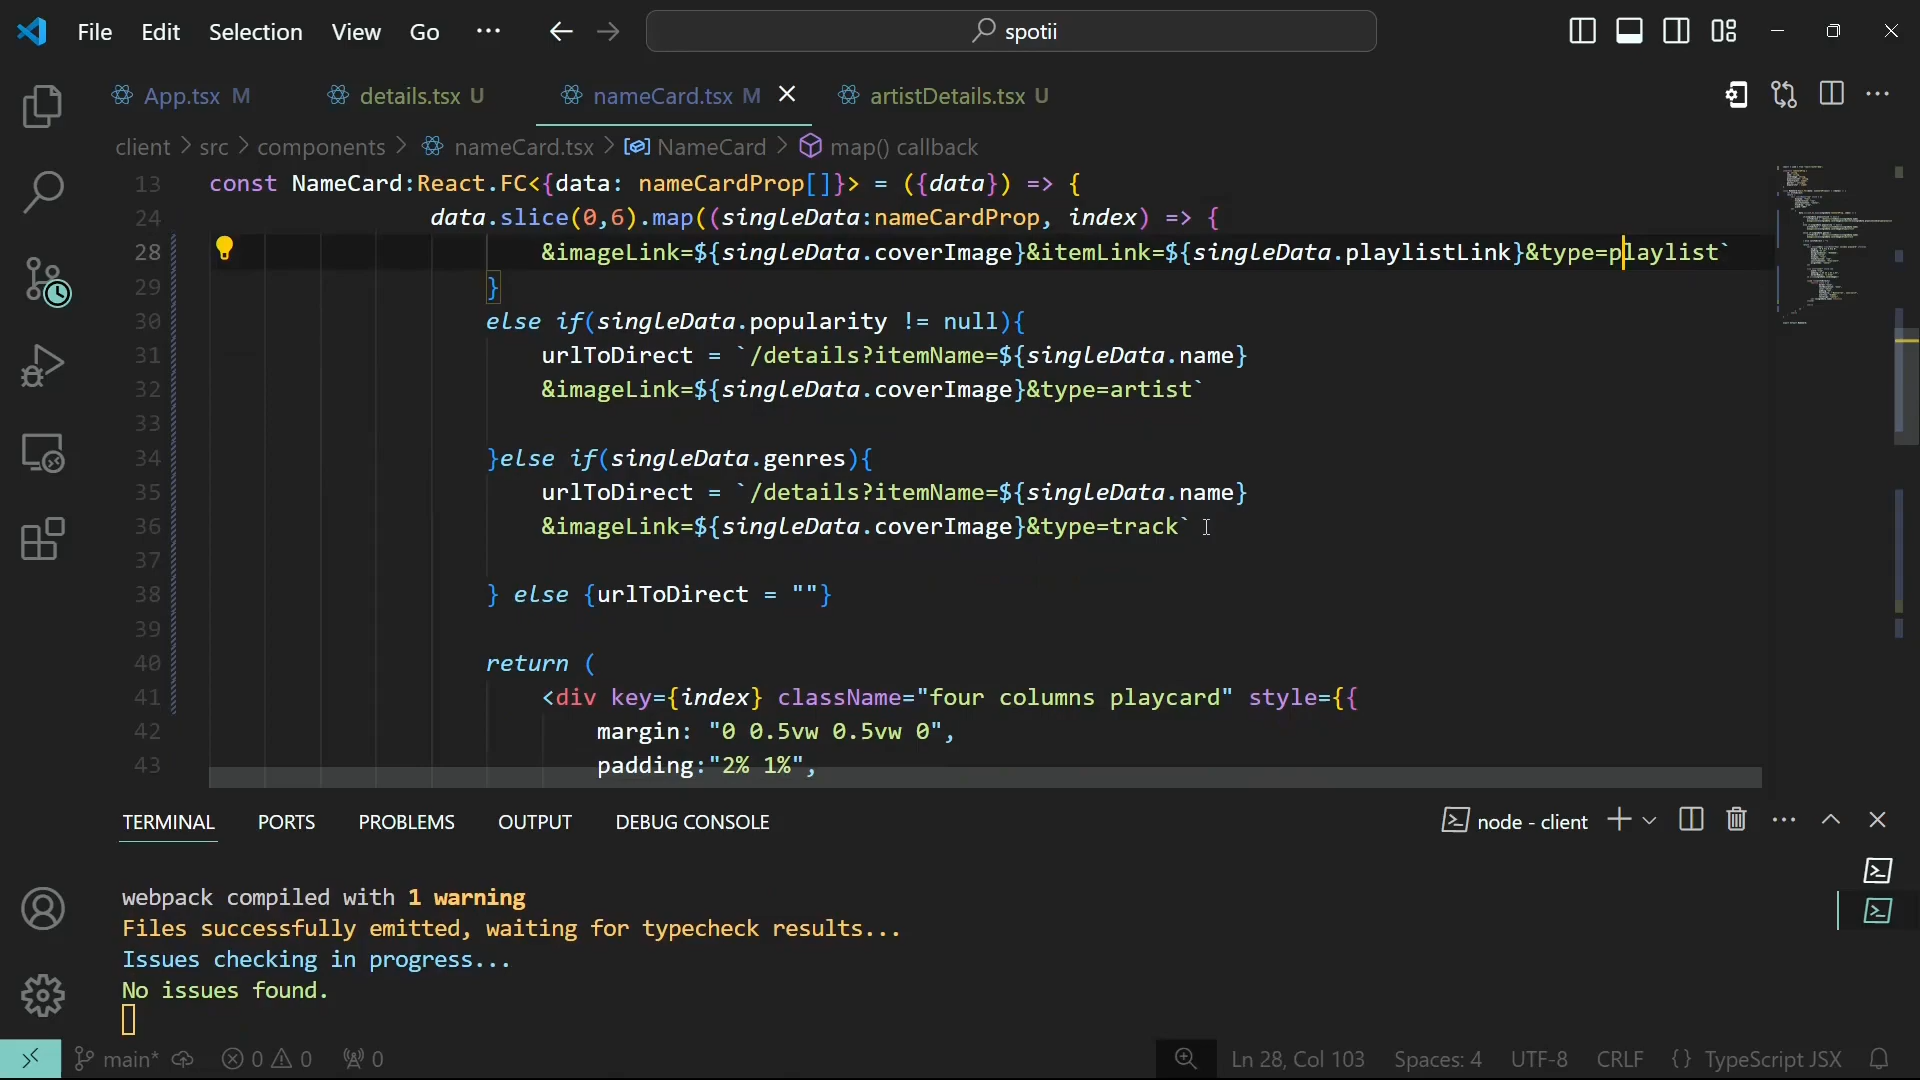 File Edit Selection View Go ··· spotii
App.tsx M details.tsx U nameCard.tsx M artistDetails.tsx U
client > src > components > nameCard.tsx > NameCard > map() callback
13 const NameCard:React.FC<{data: nameCardProp[]}> = ({data}) => {
24 data.slice(0,6).map((singleData:nameCardProp, index) => {
28 &imageLink=${singleData.coverImage}&itemLink=${singleData.playlistLink}&type=playlist`
29 }
30 else if(singleData.popularity != null){
31 urlToDirect = `/details?itemName=${singleData.name}
32 &imageLink=${singleData.coverImage}&type=artist`
33
34 }else if(singleData.genres){
35 urlToDirect = `/details?itemName=${singleData.name}
36 &imageLink=${singleData.coverImage}&type=track`
37
38 } else {urlToDirect = ""}
39
40 return (
41 <div key={index} className="four columns playcard" style={{
42 margin: "0 0.5vw 0.5vw 0",
43 padding:"2% 1%",
TERMINAL PORTS PROBLEMS OUTPUT DEBUG CONSOLE node - client
webpack compiled with 1 warning
Files successfully emitted, waiting for typecheck results...
Issues checking in progress...
No issues found.
main* 0 0 0 Ln 28, Col 103 Spaces: 4 UTF-8 CRLF {} TypeScript JSX